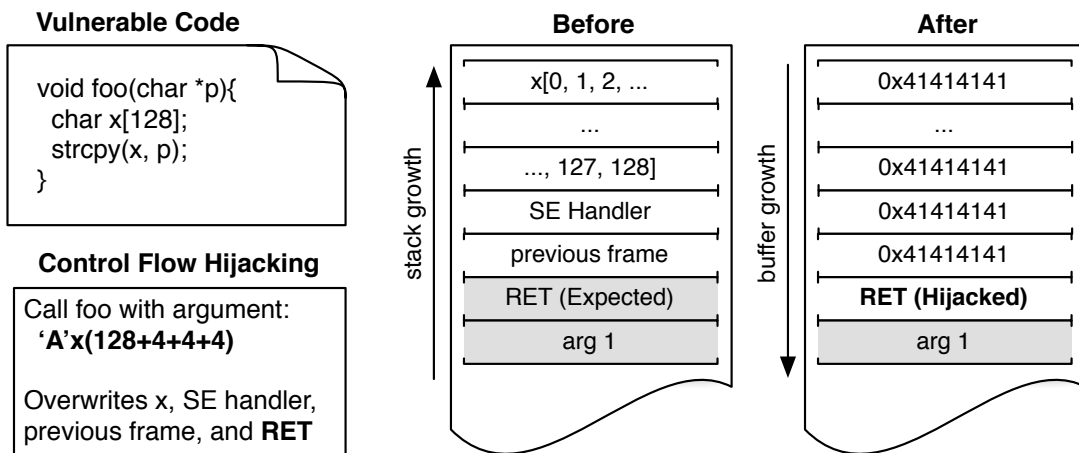 Vulnerable Code
void foo(char *p){
char x[128];
strcpy(x, p);
}
Control Flow Hijacking
Call foo with argument:
‘A’x(128+4+4+4)
Overwrites x, SE handler,
previous frame, and RET
stack growth
Before
x[0, 1, 2, ...
...
..., 127, 128]
SE Handler
previous frame
RET (Expected)
arg 1
buffer growth
After
0x41414141
...
0x41414141
0x41414141
0x41414141
RET (Hijacked)
arg 1